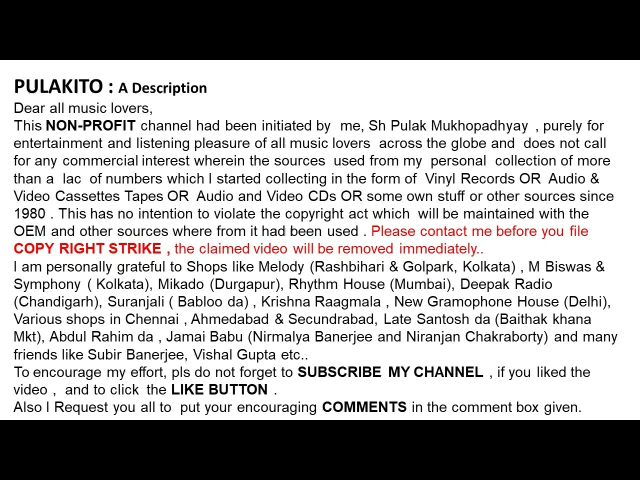 PULAKITO : A Description
Dear all music lovers,
This NON-PROFIT channel had been initiated by me, Sh Pulak Mukhopadhyay , purely for
entertainment and listening pleasure of all music lovers across the globe and does not call
for any commercial interest wherein the sources used from my personal collection of more
than a lac of numbers which I started collecting in the form of Vinyl Records OR Audio &
Video Cassettes Tapes OR Audio and Video CDs OR some own stuff or other sources since
1980 . This has no intention to violate the copyright act which will be maintained with the
OEM and other sources where from it had been used . Please contact me before you file
COPY RIGHT STRIKE , the claimed video will be removed immediately..
I am personally grateful to Shops like Melody (Rashbihari & Golpark, Kolkata) , M Biswas &
Symphony ( Kolkata), Mikado (Durgapur), Rhythm House (Mumbai), Deepak Radio
(Chandigarh), Suranjali ( Babloo da) , Krishna Raagmala , New Gramophone House (Delhi),
Various shops in Chennai , Ahmedabad & Secundrabad, Late Santosh da (Baithak khana
Mkt), Abdul Rahim da , Jamai Babu (Nirmalya Banerjee and Niranjan Chakraborty) and many
friends like Subir Banerjee, Vishal Gupta etc..
To encourage my effort, pls do not forget to SUBSCRIBE MY CHANNEL , if you liked the
video , and to click the LIKE BUTTON .
Also I Request you all to put your encouraging COMMENTS in the comment box given.